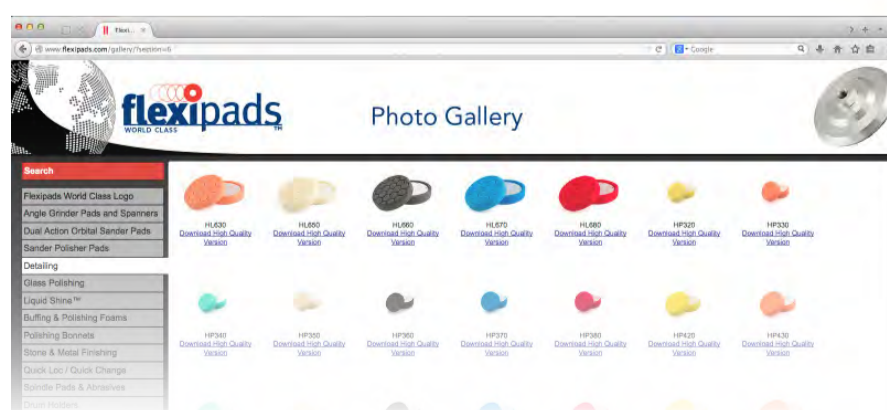 Flexi...
www.flexipads.com/gallery/?section=6
Google
flexipads
WORLD CLASS
TM
Photo Gallery
Search
Flexipads World Class Logo
Angle Grinder Pads and Spanners
Dual Action Orbital Sander Pads
Sander Polisher Pads
Detailing
Glass Polishing
Liquid Shine™
Buffing & Polishing Foams
Polishing Bonnets
Stone & Metal Finishing
Quick Loc / Quick Change
Spindle Pads & Abrasives
Drum Holders
HL630
Download High Quality
Version
HL650
Download High Quality
Version
HL660
Download High Quality
Version
HL670
Download High Quality
Version
HL680
Download High Quality
Version
HP320
Download High Quality
Version
HP330
Download High Quality
Version
HP340
Download High Quality
Version
HP350
Download High Quality
Version
HP360
Download High Quality
Version
HP370
Download High Quality
Version
HP380
Download High Quality
Version
HP420
Download High Quality
Version
HP430
Download High Quality
Version